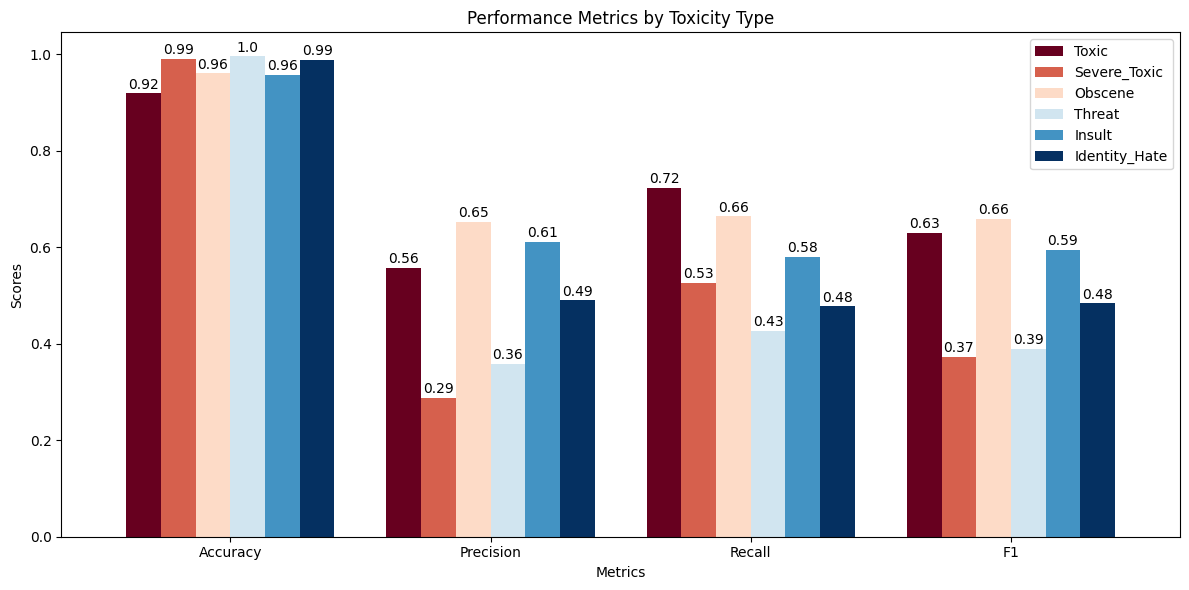 Performance Metrics by Toxicity Type
Scores
1.0
0.8
0.6
0.4
0.2
0.0
0.92
0.99
0.96
1.0
0.96
0.99
0.56
0.29
0.65
0.36
0.61
0.49
0.72
0.53
0.66
0.43
0.58
0.48
0.63
0.37
0.66
0.39
0.59
0.48
Toxic
Severe_Toxic
Obscene
Threat
Insult
Identity_Hate
Accuracy
Precision
Recall
F1
Metrics